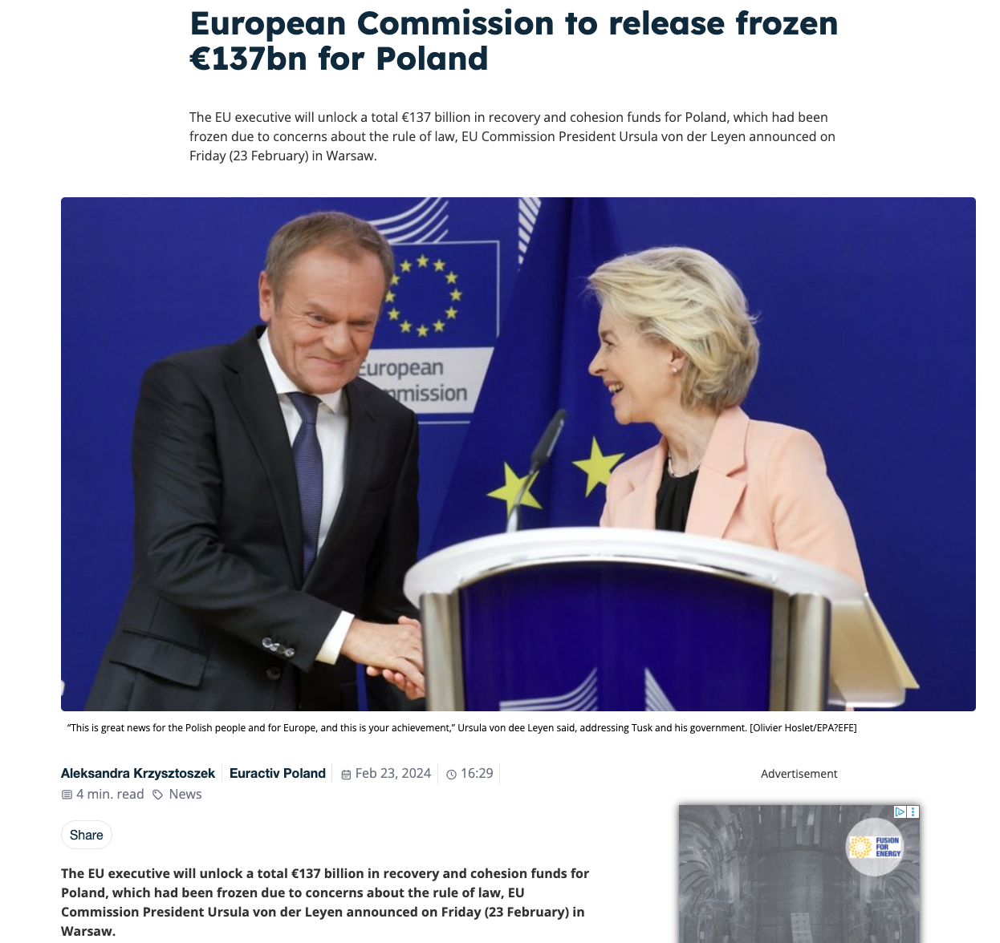 European Commission to release frozen
€137bn for Poland
The EU executive will unlock a total €137 billion in recovery and cohesion funds for Poland, which had been
frozen due to concerns about the rule of law, EU Commission President Ursula von der Leyen announced on
Friday (23 February) in Warsaw.
European
mmission
“This is great news for the Polish people and for Europe, and this is your achievement,” Ursula von dee Leyen said, addressing Tusk and his government. [Olivier Hoslet/EPA?EFE]
Aleksandra Krzysztoszek Euractiv Poland Feb 23, 2024 16:29
4 min. read News
Share
The EU executive will unlock a total €137 billion in recovery and cohesion funds for
Poland, which had been frozen due to concerns about the rule of law, EU
Commission President Ursula von der Leyen announced on Friday (23 February) in
Warsaw.
Advertisement
FUSION
FOR
ENERGY